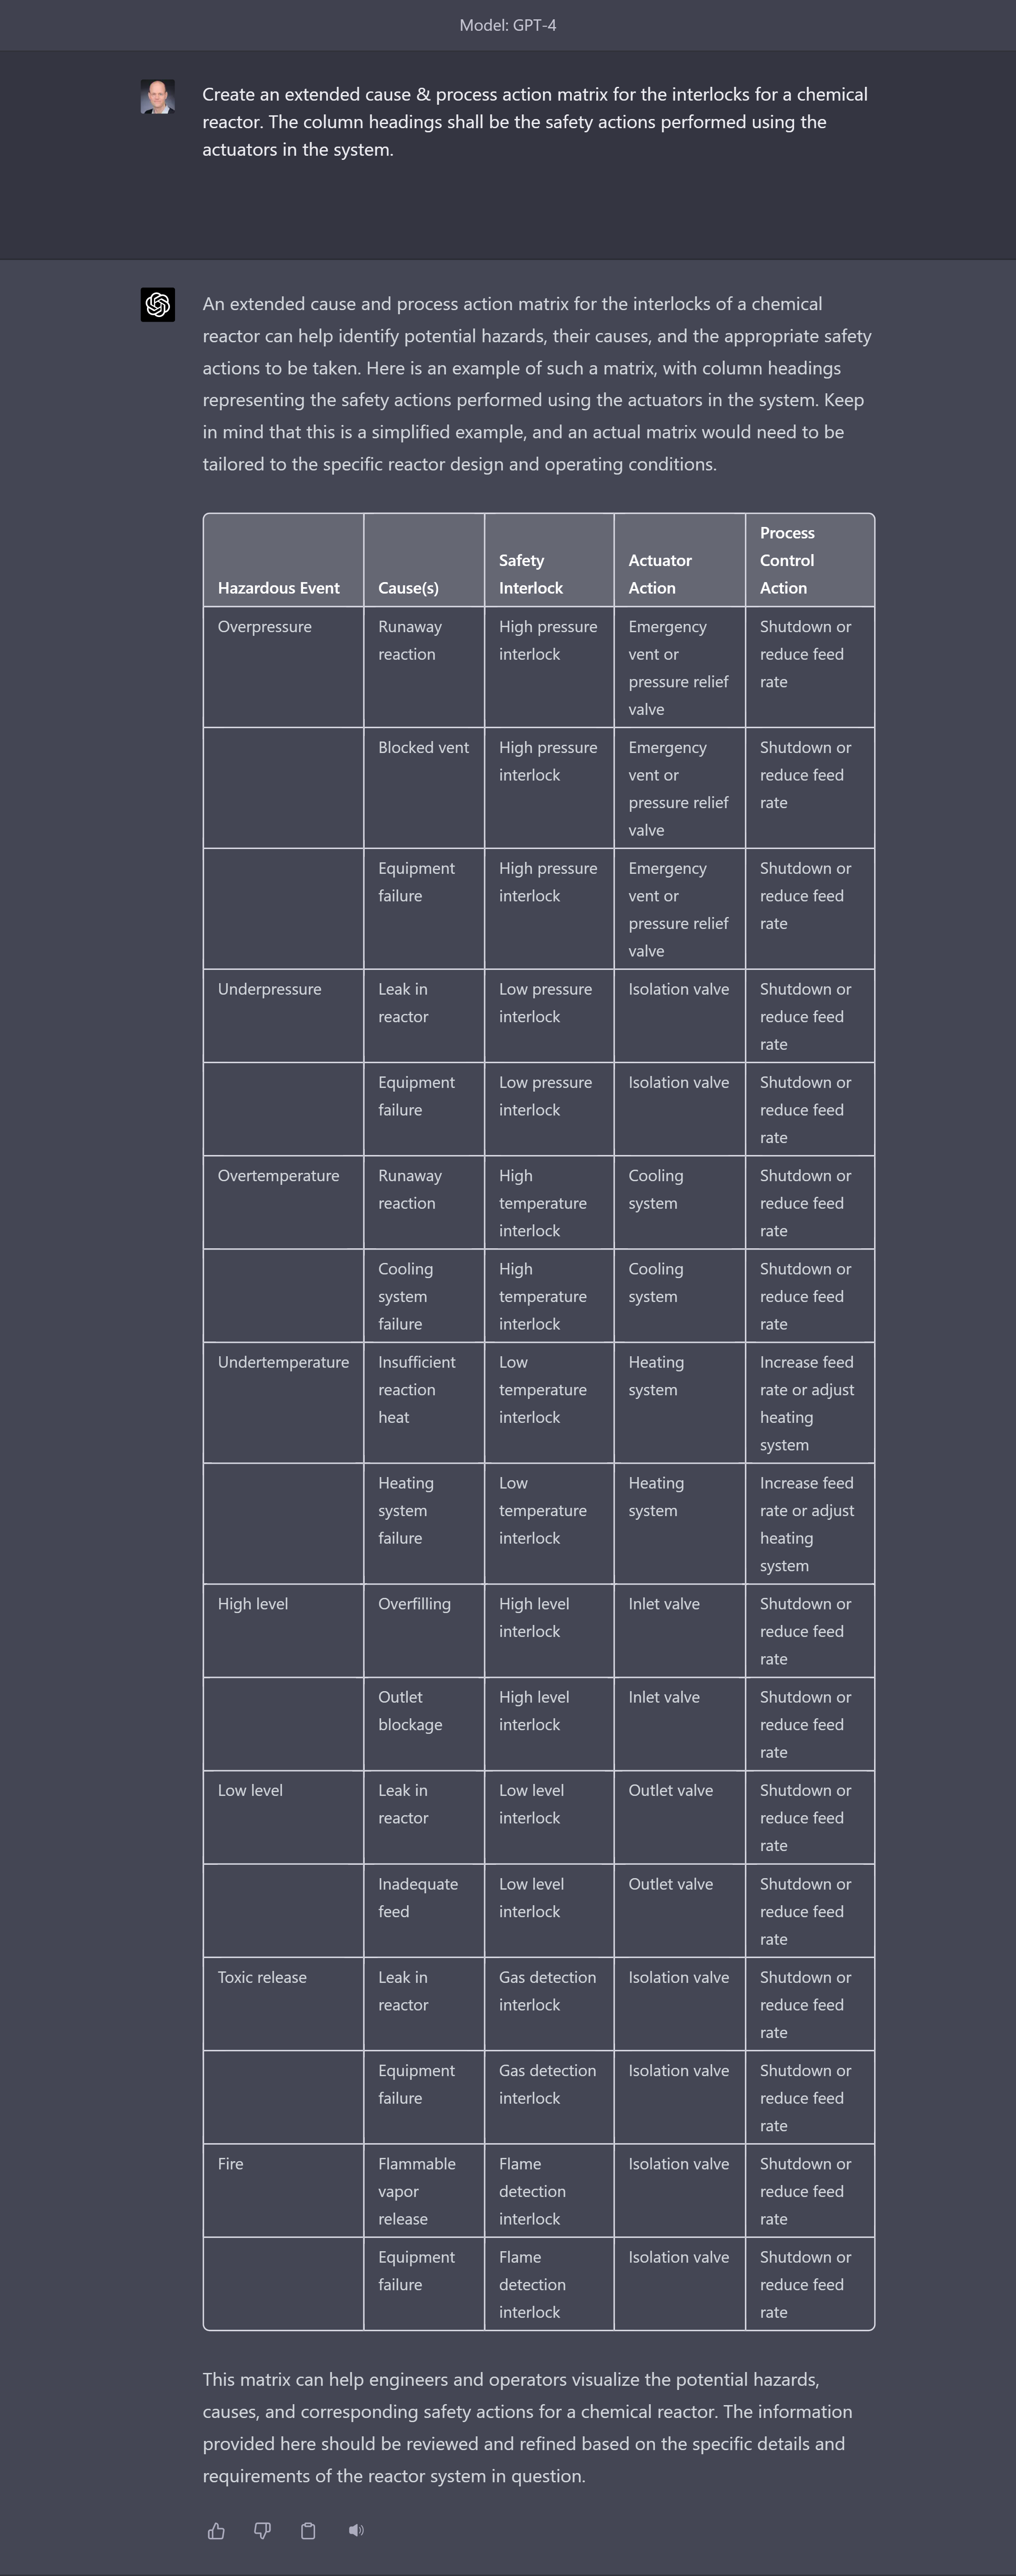 Model: GPT-4
Create an extended cause & process action matrix for the interlocks for a chemical
reactor. The column headings shall be the safety actions performed using the
actuators in the system.
An extended cause and process action matrix for the interlocks of a chemical
reactor can help identify potential hazards, their causes, and the appropriate safety
actions to be taken. Here is an example of such a matrix, with column headings
representing the safety actions performed using the actuators in the system. Keep
in mind that this is a simplified example, and an actual matrix would need to be
tailored to the specific reactor design and operating conditions.
Hazardous Event
Cause(s)
Safety
Interlock
Actuator
Action
Process
Control
Action
Overpressure
Runaway
reaction
High pressure
interlock
Emergency
vent or
pressure relief
valve
Shutdown or
reduce feed
rate
Blocked vent
High pressure
interlock
Emergency
vent or
pressure relief
valve
Shutdown or
reduce feed
rate
Equipment
failure
High pressure
interlock
Emergency
vent or
pressure relief
valve
Shutdown or
reduce feed
rate
Underpressure
Leak in
reactor
Low pressure
interlock
Isolation valve
Shutdown or
reduce feed
rate
Equipment
failure
Low pressure
interlock
Isolation valve
Shutdown or
reduce feed
rate
Overtemperature
Runaway
reaction
High
temperature
interlock
Cooling
system
Shutdown or
reduce feed
rate
Cooling
system
failure
High
temperature
interlock
Cooling
system
Shutdown or
reduce feed
rate
Undertemperature
Insufficient
reaction
heat
Low
temperature
interlock
Heating
system
Increase feed
rate or adjust
heating
system
Heating
system
failure
Low
temperature
interlock
Heating
system
Increase feed
rate or adjust
heating
system
High level
Overfilling
High level
interlock
Inlet valve
Shutdown or
reduce feed
rate
Outlet
blockage
High level
interlock
Inlet valve
Shutdown or
reduce feed
rate
Low level
Leak in
reactor
Low level
interlock
Outlet valve
Shutdown or
reduce feed
rate
Inadequate
feed
Low level
interlock
Outlet valve
Shutdown or
reduce feed
rate
Toxic release
Leak in
reactor
Gas detection
interlock
Isolation valve
Shutdown or
reduce feed
rate
Equipment
failure
Gas detection
interlock
Isolation valve
Shutdown or
reduce feed
rate
Fire
Flammable
vapor
release
Flame
detection
interlock
Isolation valve
Shutdown or
reduce feed
rate
Equipment
failure
Flame
detection
interlock
Isolation valve
Shutdown or
reduce feed
rate
This matrix can help engineers and operators visualize the potential hazards,
causes, and corresponding safety actions for a chemical reactor. The information
provided here should be reviewed and refined based on the specific details and
requirements of the reactor system in question.